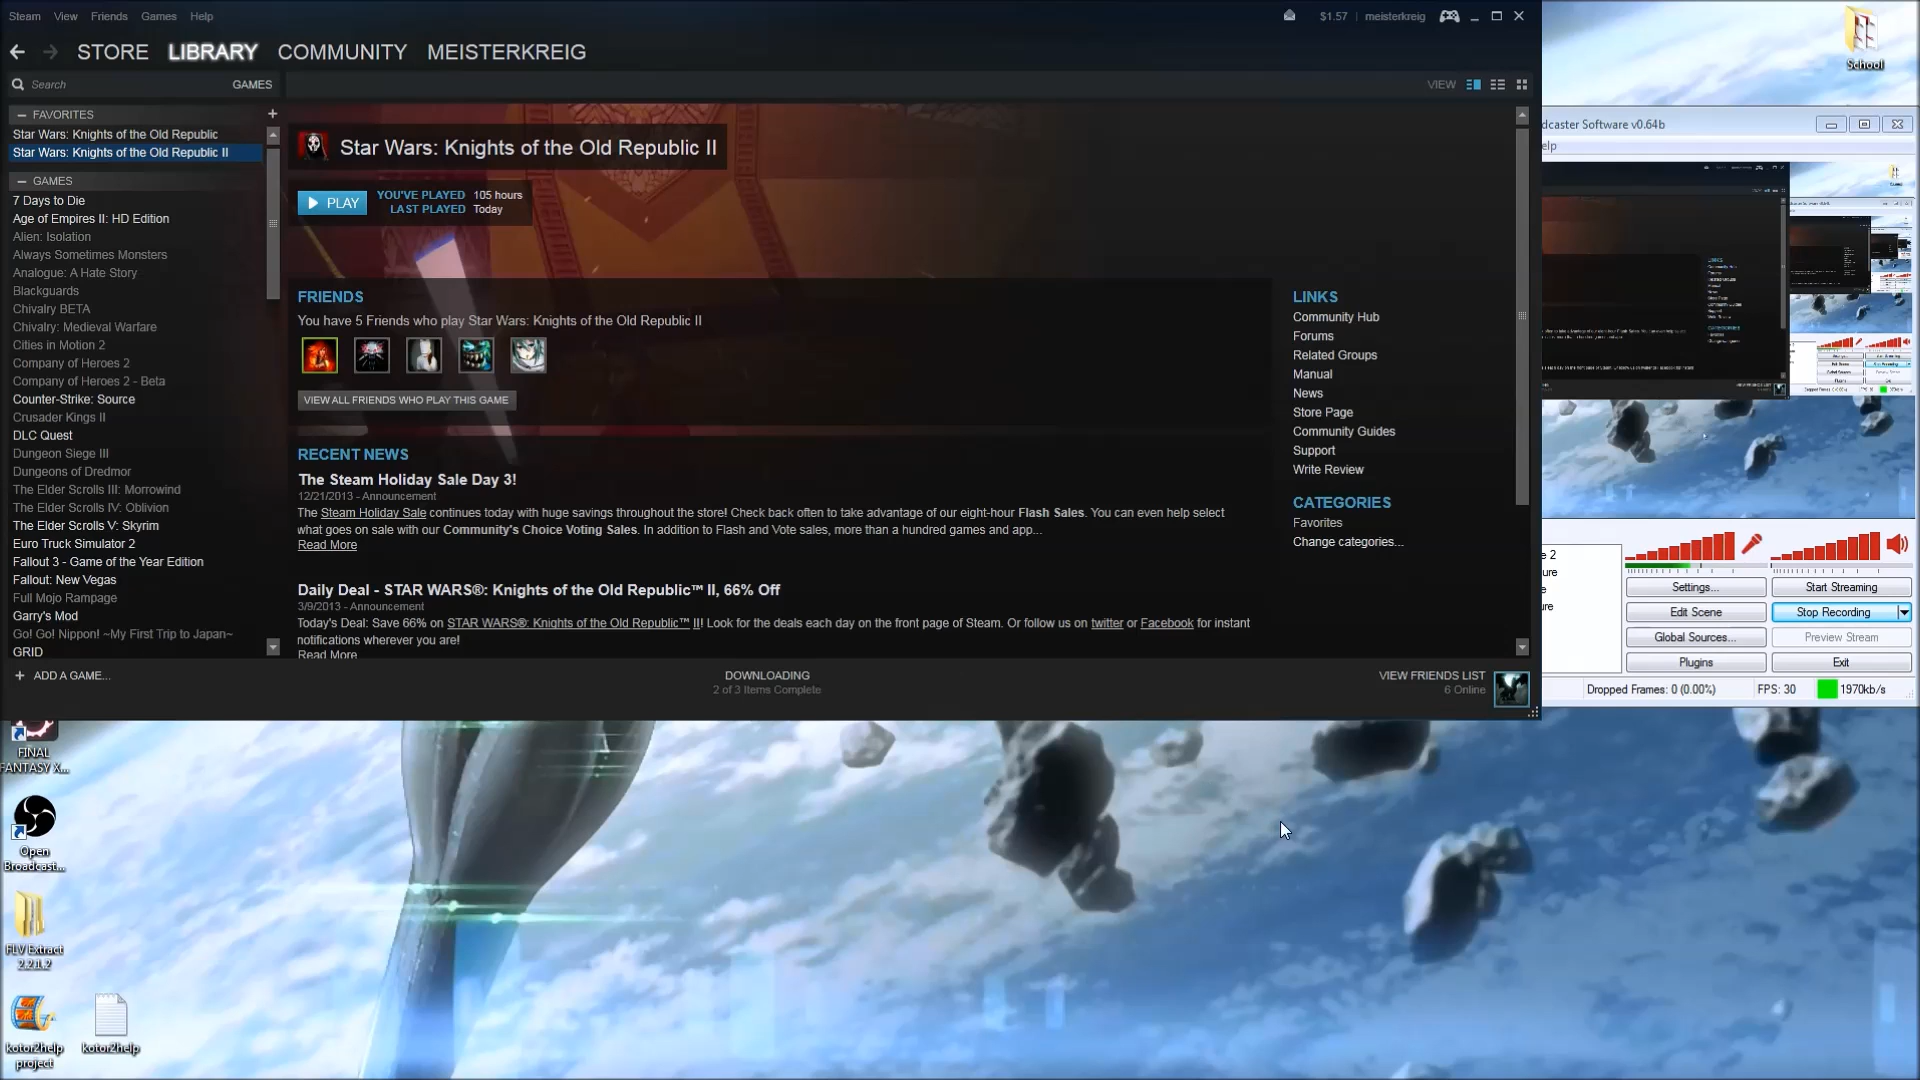 Steam View Friends Games Help
$1.57 | meisterkreig
STORE LIBRARY COMMUNITY MEISTERKREIG
Search GAMES
VIEW
— FAVORITES +
Star Wars: Knights of the Old Republic
Star Wars: Knights of the Old Republic II
— GAMES
7 Days to Die
Age of Empires II: HD Edition
Alien: Isolation
Always Sometimes Monsters
Analogue: A Hate Story
Blackguards
Chivalry BETA
Chivalry: Medieval Warfare
Cities in Motion 2
Company of Heroes 2
Company of Heroes 2 - Beta
Counter-Strike: Source
Crusader Kings II
DLC Quest
Dungeon Siege III
Dungeons of Dredmor
The Elder Scrolls III: Morrowind
The Elder Scrolls IV: Oblivion
The Elder Scrolls V: Skyrim
Euro Truck Simulator 2
Fallout 3 - Game of the Year Edition
Fallout: New Vegas
Full Mojo Rampage
Garry's Mod
Go! Go! Nippon! ~My First Trip to Japan~
GRID
+ ADD A GAME...
Star Wars: Knights of the Old Republic II
PLAY
YOU'VE PLAYED 105 hours
LAST PLAYED Today
FRIENDS
You have 5 Friends who play Star Wars: Knights of the Old Republic II
VIEW ALL FRIENDS WHO PLAY THIS GAME
RECENT NEWS
The Steam Holiday Sale Day 3!
12/21/2013 - Announcement
The Steam Holiday Sale continues today with huge savings throughout the store! Check back often to take advantage of our eight-hour Flash Sales. You can even help select
what goes on sale with our Community's Choice Voting Sales. In addition to Flash and Vote sales, more than a hundred games and app...
Read More
Daily Deal - STAR WARS®: Knights of the Old Republic™ II, 66% Off
3/9/2013 - Announcement
Today's Deal: Save 66% on STAR WARS®: Knights of the Old Republic™ II! Look for the deals each day on the front page of Steam. Or follow us on twitter or Facebook for instant
notifications wherever you are!
Read More
LINKS
Community Hub
Forums
Related Groups
Manual
News
Store Page
Community Guides
Support
Write Review
CATEGORIES
Favorites
Change categories...
DOWNLOADING
2 of 3 Items Complete
VIEW FRIENDS LIST
6 Online
School
dcaster Software v0.64b
elp
e 2
ure
e
ure
Settings...
Start Streaming
Edit Scene
Stop Recording
Global Sources...
Preview Stream
Plugins
Exit
Dropped Frames: 0 (0.00%) FPS: 30 1970kb/s
FINAL
FANTASY X...
Open
Broadcast...
FLV Extract
2.2.1.2
kotor2help
project
kotor2help